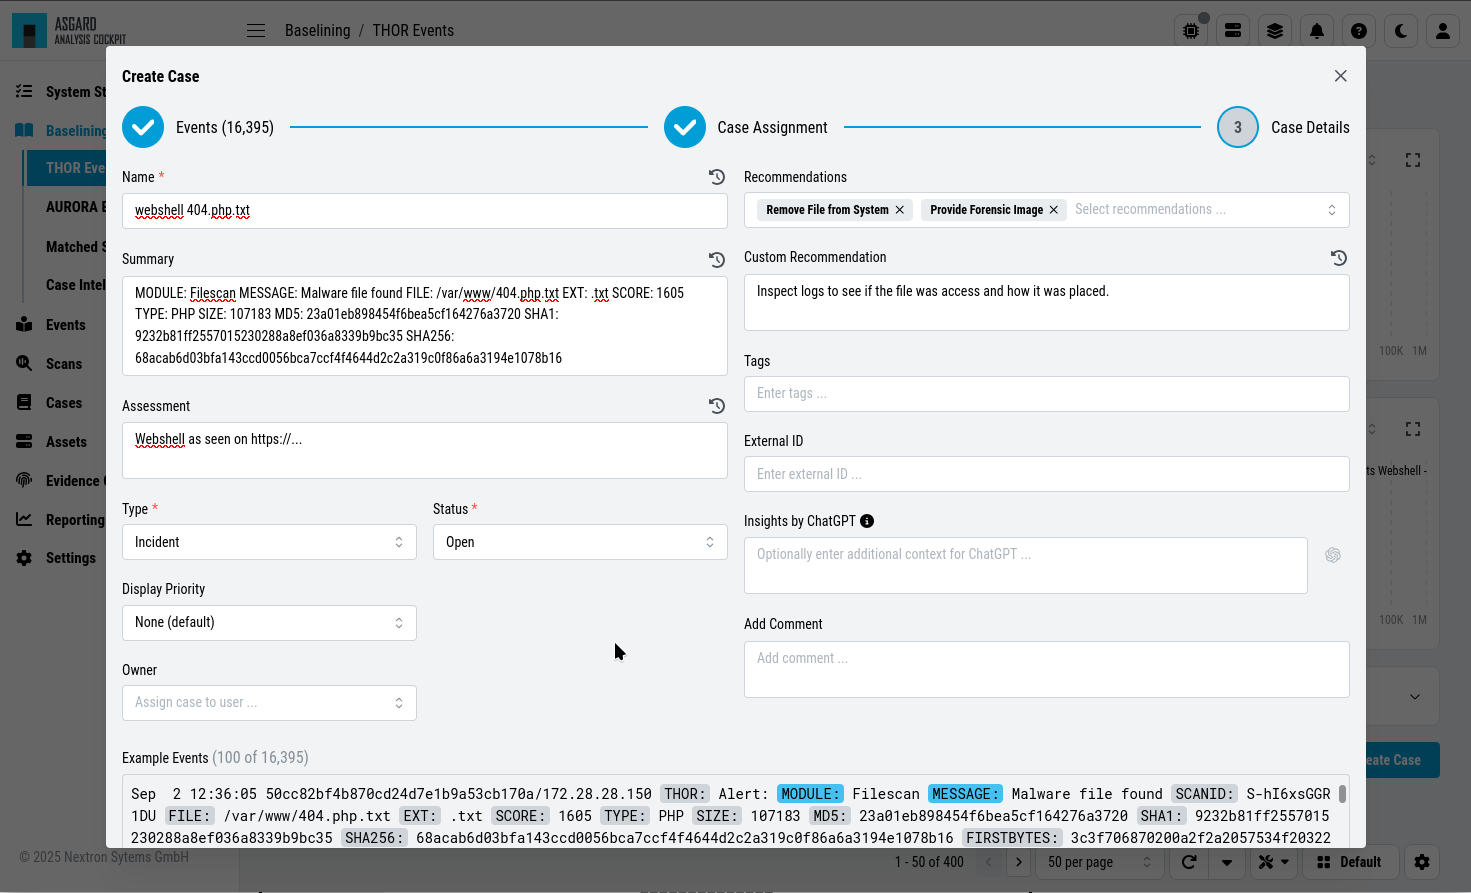 ASGARD
ANALYSIS COCKPIT
Baselining / THOR Events
System St
Baselining
THOR Eve
AURORA E
Matched S
Case Intel
Events
Scans
Cases
Assets
Evidence C
Reporting
Settings
Create Case
Events (16,395)
Case Assignment
3
Case Details
Name *
webshell 404.php.txt
Summary
MODULE: Filescan MESSAGE: Malware file found FILE: /var/www/404.php.txt EXT: .txt SCORE: 1605
TYPE: PHP SIZE: 107183 MD5: 23a01eb898454f6bea5cf164276a3720 SHA1:
9232b81ff2557015230288a8ef036a8339b9bc35 SHA256:
68acab6d03bfa143ccd0056bca7ccf4f4644d2c2a319c0f86a6a3194e1078b16
Assessment
Webshell as seen on https://...
Type *
Status *
Incident
Open
Display Priority
None (default)
Owner
Assign case to user ...
Recommendations
Remove File from System
Provide Forensic Image
Select recommendations ...
Custom Recommendation
Inspect logs to see if the file was access and how it was placed.
Tags
Enter tags ...
External ID
Enter external ID ...
Insights by ChatGPT
Optionally enter additional context for ChatGPT ...
Add Comment
Add comment ...
Example Events (100 of 16,395)
Sep 2 12:36:05 50cc82bf4b870cd24d7e1b9a53cb170a/172.28.28.150 THOR: Alert: MODULE: Filescan MESSAGE: Malware file found SCANID: S-hI6xsGGR
1DU FILE: /var/www/404.php.txt EXT: .txt SCORE: 1605 TYPE: PHP SIZE: 107183 MD5: 23a01eb898454f6bea5cf164276a3720 SHA1: 9232b81ff2557015
230288a8ef036a8339b9bc35 SHA256: 68acab6d03bfa143ccd0056bca7ccf4f4644d2c2a319c0f86a6a3194e1078b16 FIRSTBYTES: 3c3f706870200a2f2a2057534f20322
100K 1M
ts Webshell -
100K 1M
eate Case
© 2025 Nextron Sytems GmbH
1 - 50 of 400
50 per page
Default